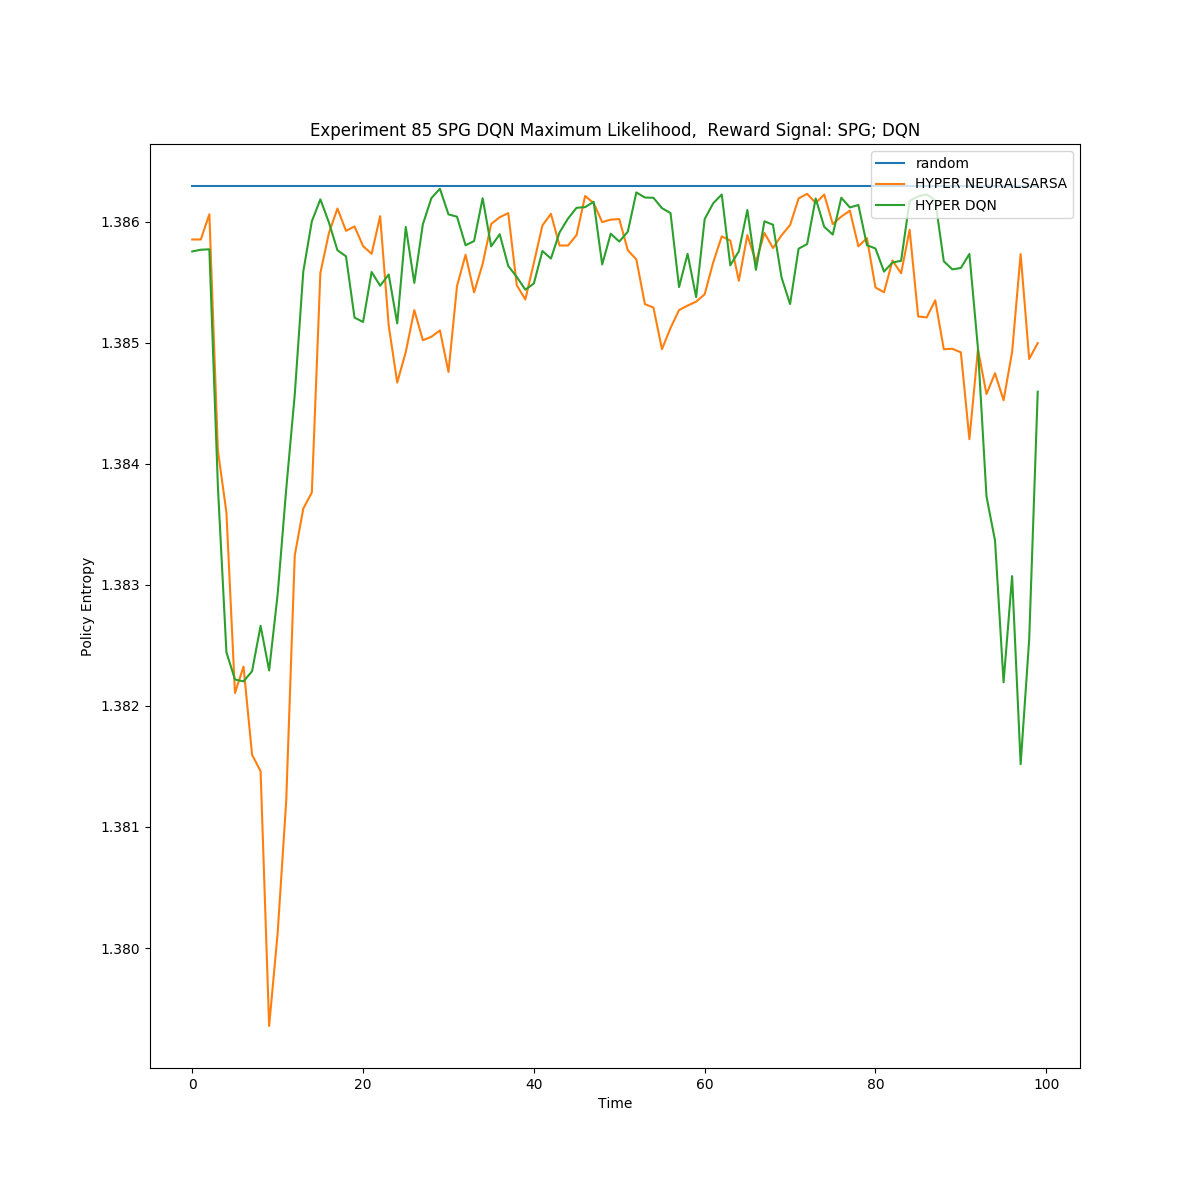 Experiment 85 SPG DQN Maximum Likelihood,  Reward Signal: SPG; DQN
random
HYPER NEURALSARSA
HYPER DQN
1.386
1.385
1.384
1.383
1.382
1.381
1.380
Policy Entropy
0
20
40
60
80
100
Time